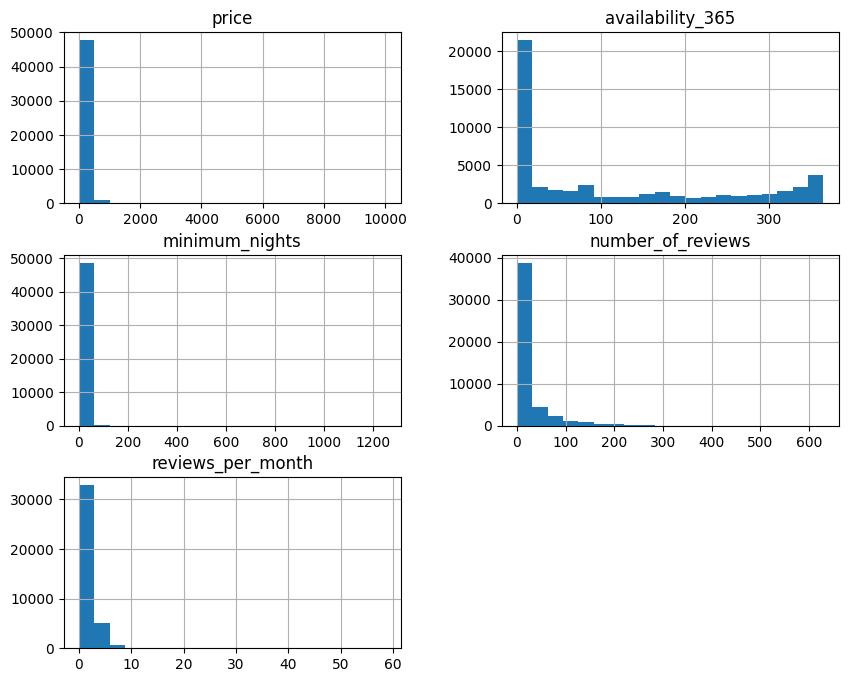 price
50000
40000
30000
20000
10000
0
0 2000 4000 6000 8000 10000
availability_365
20000
15000
10000
5000
0
0 100 200 300
minimum_nights
50000
40000
30000
20000
10000
0
0 200 400 600 800 1000 1200
number_of_reviews
40000
30000
20000
10000
0
0 100 200 300 400 500 600
reviews_per_month
30000
20000
10000
0
0 10 20 30 40 50 60